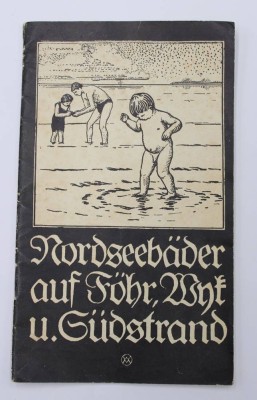 Nordseebäder
auf Föhr, Wyk
u. Südstrand